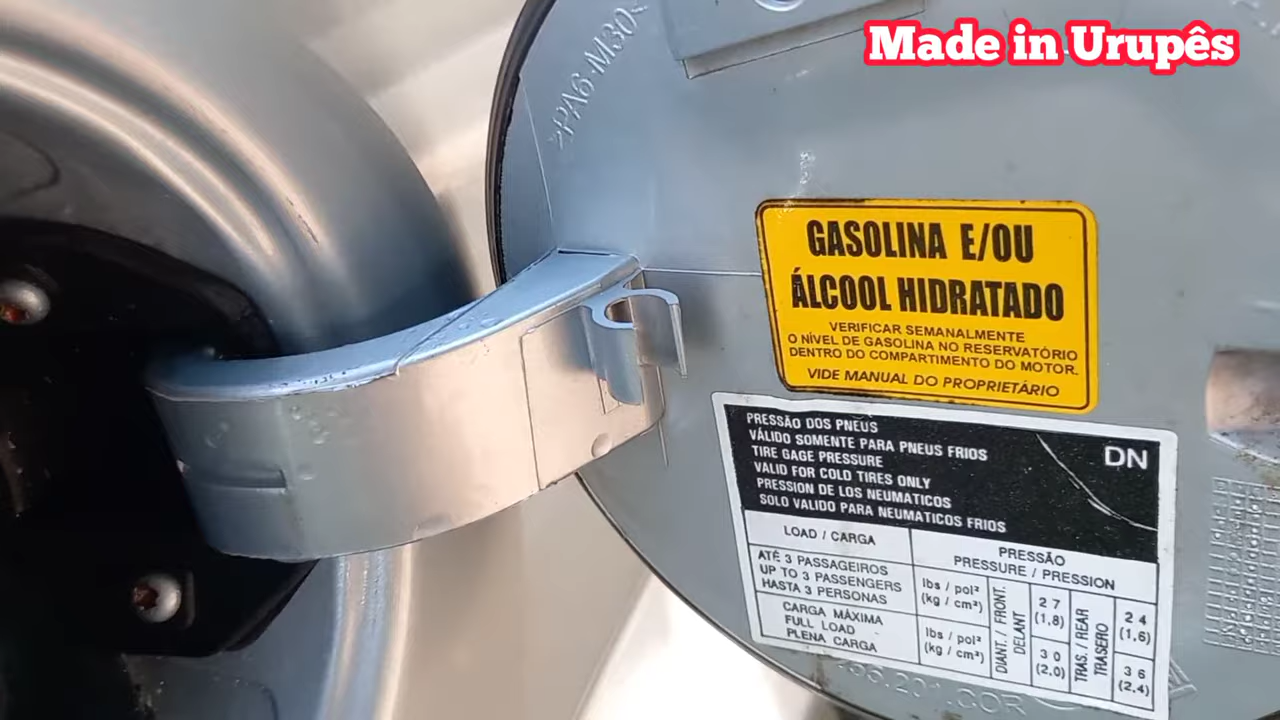 Made in Urupês
>PA6-M30<
GASOLINA E/OU
ÁLCOOL HIDRATADO
VERIFICAR SEMANALMENTE
O NÍVEL DE GASOLINA NO RESERVATÓRIO
DENTRO DO COMPARTIMENTO DO MOTOR.
VIDE MANUAL DO PROPRIETÁRIO
PRESSÃO DOS PNEUS
VÁLIDO SOMENTE PARA PNEUS FRIOS
TIRE GAGE PRESSURE
VALID FOR COLD TIRES ONLY
PRESSION DE LOS NEUMATICOS
SOLO VALIDO PARA NEUMATICOS FRIOS
DN
LOAD / CARGA
PRESSÃO
PRESSURE / PRESSION
ATÉ 3 PASSAGEIROS
UP TO 3 PASSENGERS
HASTA 3 PERSONAS
lbs / pol²
(kg / cm²)
DIANT. / FRONT.
DELANT
27
(1,8)
TRAS. / REAR
TRASERO
24
(1,6)
CARGA MÁXIMA
FULL LOAD
PLENA CARGA
lbs / pol²
(kg / cm²)
30
(2,0)
36
(2,4)
.201.COR